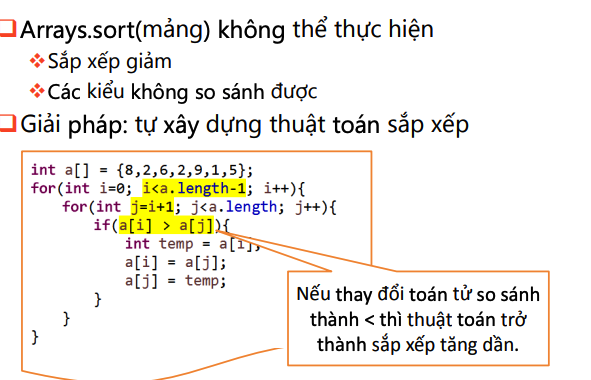 Arrays.sort(mảng) không thể thực hiện
Sắp xếp giảm
Các kiểu không so sánh được
Giải pháp: tự xây dựng thuật toán sắp xếp
int a[] = {8,2,6,2,9,1,5};
for(int i=0; i<a.length-1; i++){
for(int j=i+1; j<a.length; j++){
if(a[i] > a[j]){
int temp = a[i];
a[i] = a[j];
a[j] = temp;
}
}
}
Nếu thay đổi toán tử so sánh
thành < thì thuật toán trở
thành sắp xếp tăng dần.